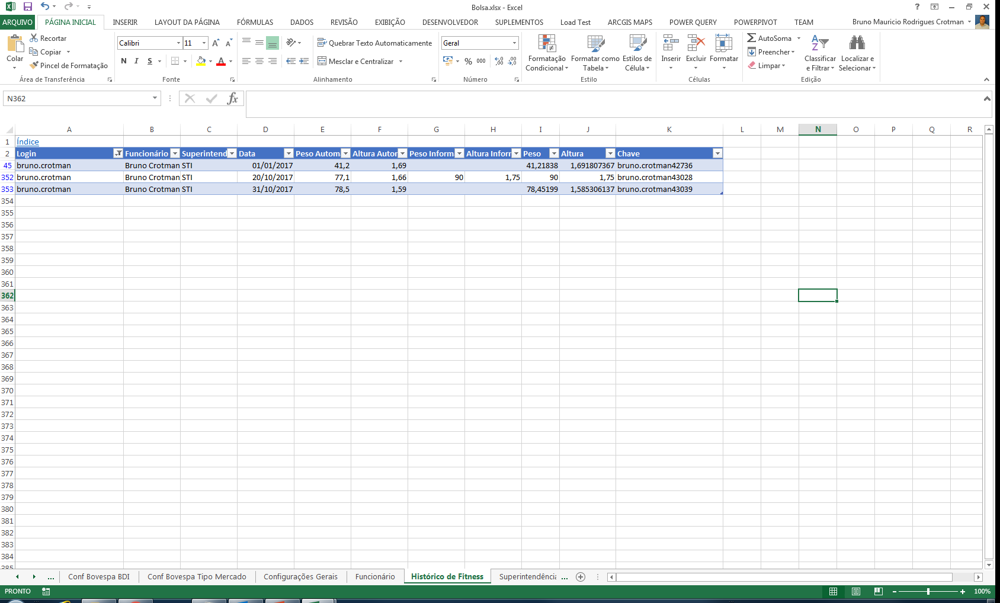 Bolsa.xlsx - Excel
ARQUIVO PÁGINA INICIAL INSERIR LAYOUT DA PÁGINA FÓRMULAS DADOS REVISÃO EXIBIÇÃO DESENVOLVEDOR SUPLEMENTOS Load Test ARCGIS MAPS POWER QUERY POWERPIVOT TEAM Bruno Mauricio Rodrigues Crotman
Colar
Recortar
Copiar
Pincel de Formatação
Área de Transferência
Calibri 11
N I S
Fonte
Quebrar Texto Automaticamente
Mesclar e Centralizar
Alinhamento
Geral
% 000
Número
Formatação Condicional
Formatar como Tabela
Estilos de Célula
Estilo
Inserir Excluir Formatar
Células
AutoSoma
Preencher
Limpar
Classificar e Filtrar
Localizar e Selecionar
Edição
N362 fx
A B C D E F G H I J K L M N O P Q R
1 Índice
2 Login Funcionário Superintend Data Peso Autom Altura Autor Peso Inform Altura Inforr Peso Altura Chave
45 bruno.crotman Bruno Crotman STI 01/01/2017 41,2 1,69 41,21838 1,691807367 bruno.crotman42736
352 bruno.crotman Bruno Crotman STI 20/10/2017 77,1 1,66 90 1,75 90 1,75 bruno.crotman43028
353 bruno.crotman Bruno Crotman STI 31/10/2017 78,5 1,59 78,45199 1,585306137 bruno.crotman43039
354
355
356
357
358
359
360
361
362
363
364
365
366
367
368
369
370
371
372
373
374
375
376
377
378
379
380
381
382
383
384
385
... Conf Bovespa BDI Conf Bovespa Tipo Mercado Configurações Gerais Funcionário Histórico de Fitness Superintendência ...
PRONTO 100%